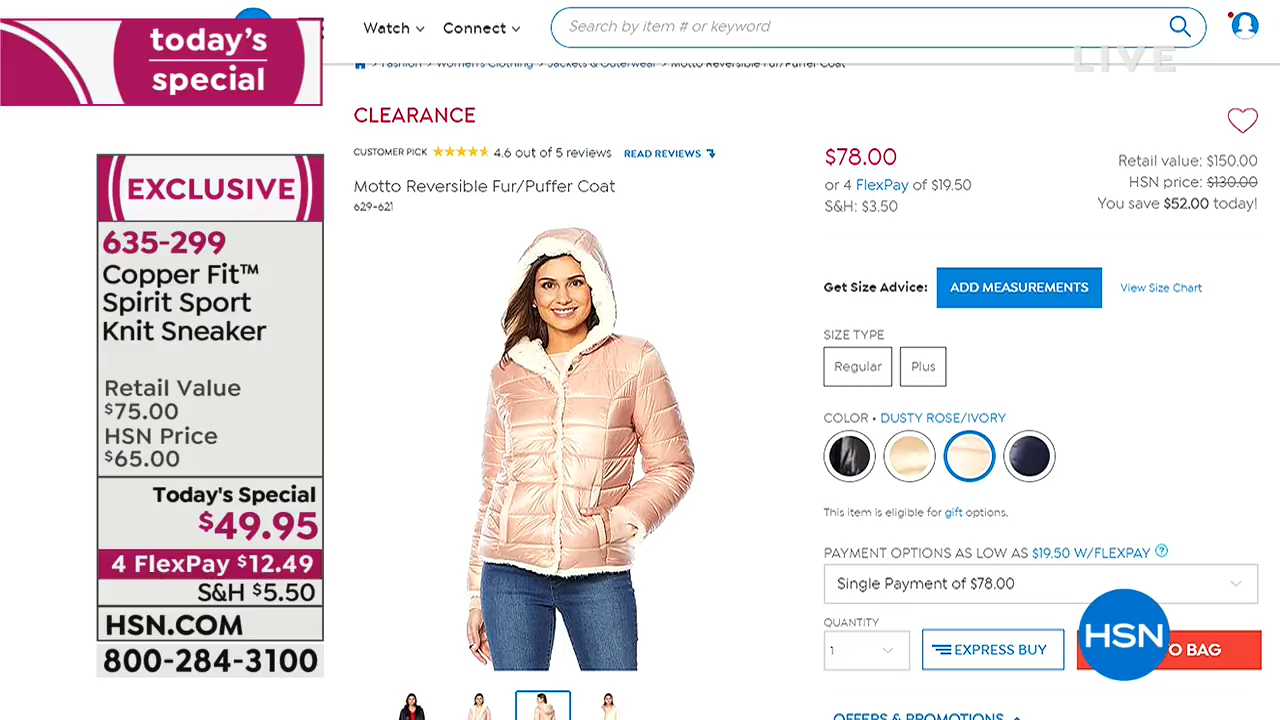 today's
special
EXCLUSIVE
635-299
Copper Fit™
Spirit Sport
Knit Sneaker
Retail Value
$75.00
HSN Price
$65.00
Today's Special
$49.95
4 FlexPay $12.49
S&H $5.50
HSN.COM
800-284-3100
Watch
Connect
Search by item # or keyword
LIVE
> Fashion > Women's Clothing > Jackets & Outerwear > Motto Reversible Fur/Puffer Coat
CLEARANCE
CUSTOMER PICK 4.6 out of 5 reviews READ REVIEWS
Motto Reversible Fur/Puffer Coat
629-621
$78.00
or 4 FlexPay of $19.50
S&H: $3.50
Retail value: $150.00
HSN price: $130.00
You save $52.00 today!
Get Size Advice: ADD MEASUREMENTS View Size Chart
SIZE TYPE
Regular Plus
COLOR • DUSTY ROSE/IVORY
This item is eligible for gift options.
PAYMENT OPTIONS AS LOW AS $19.50 W/FLEXPAY ?
Single Payment of $78.00
QUANTITY
1
EXPRESS BUY
HSN
O BAG
OFFERS & PROMOTIONS